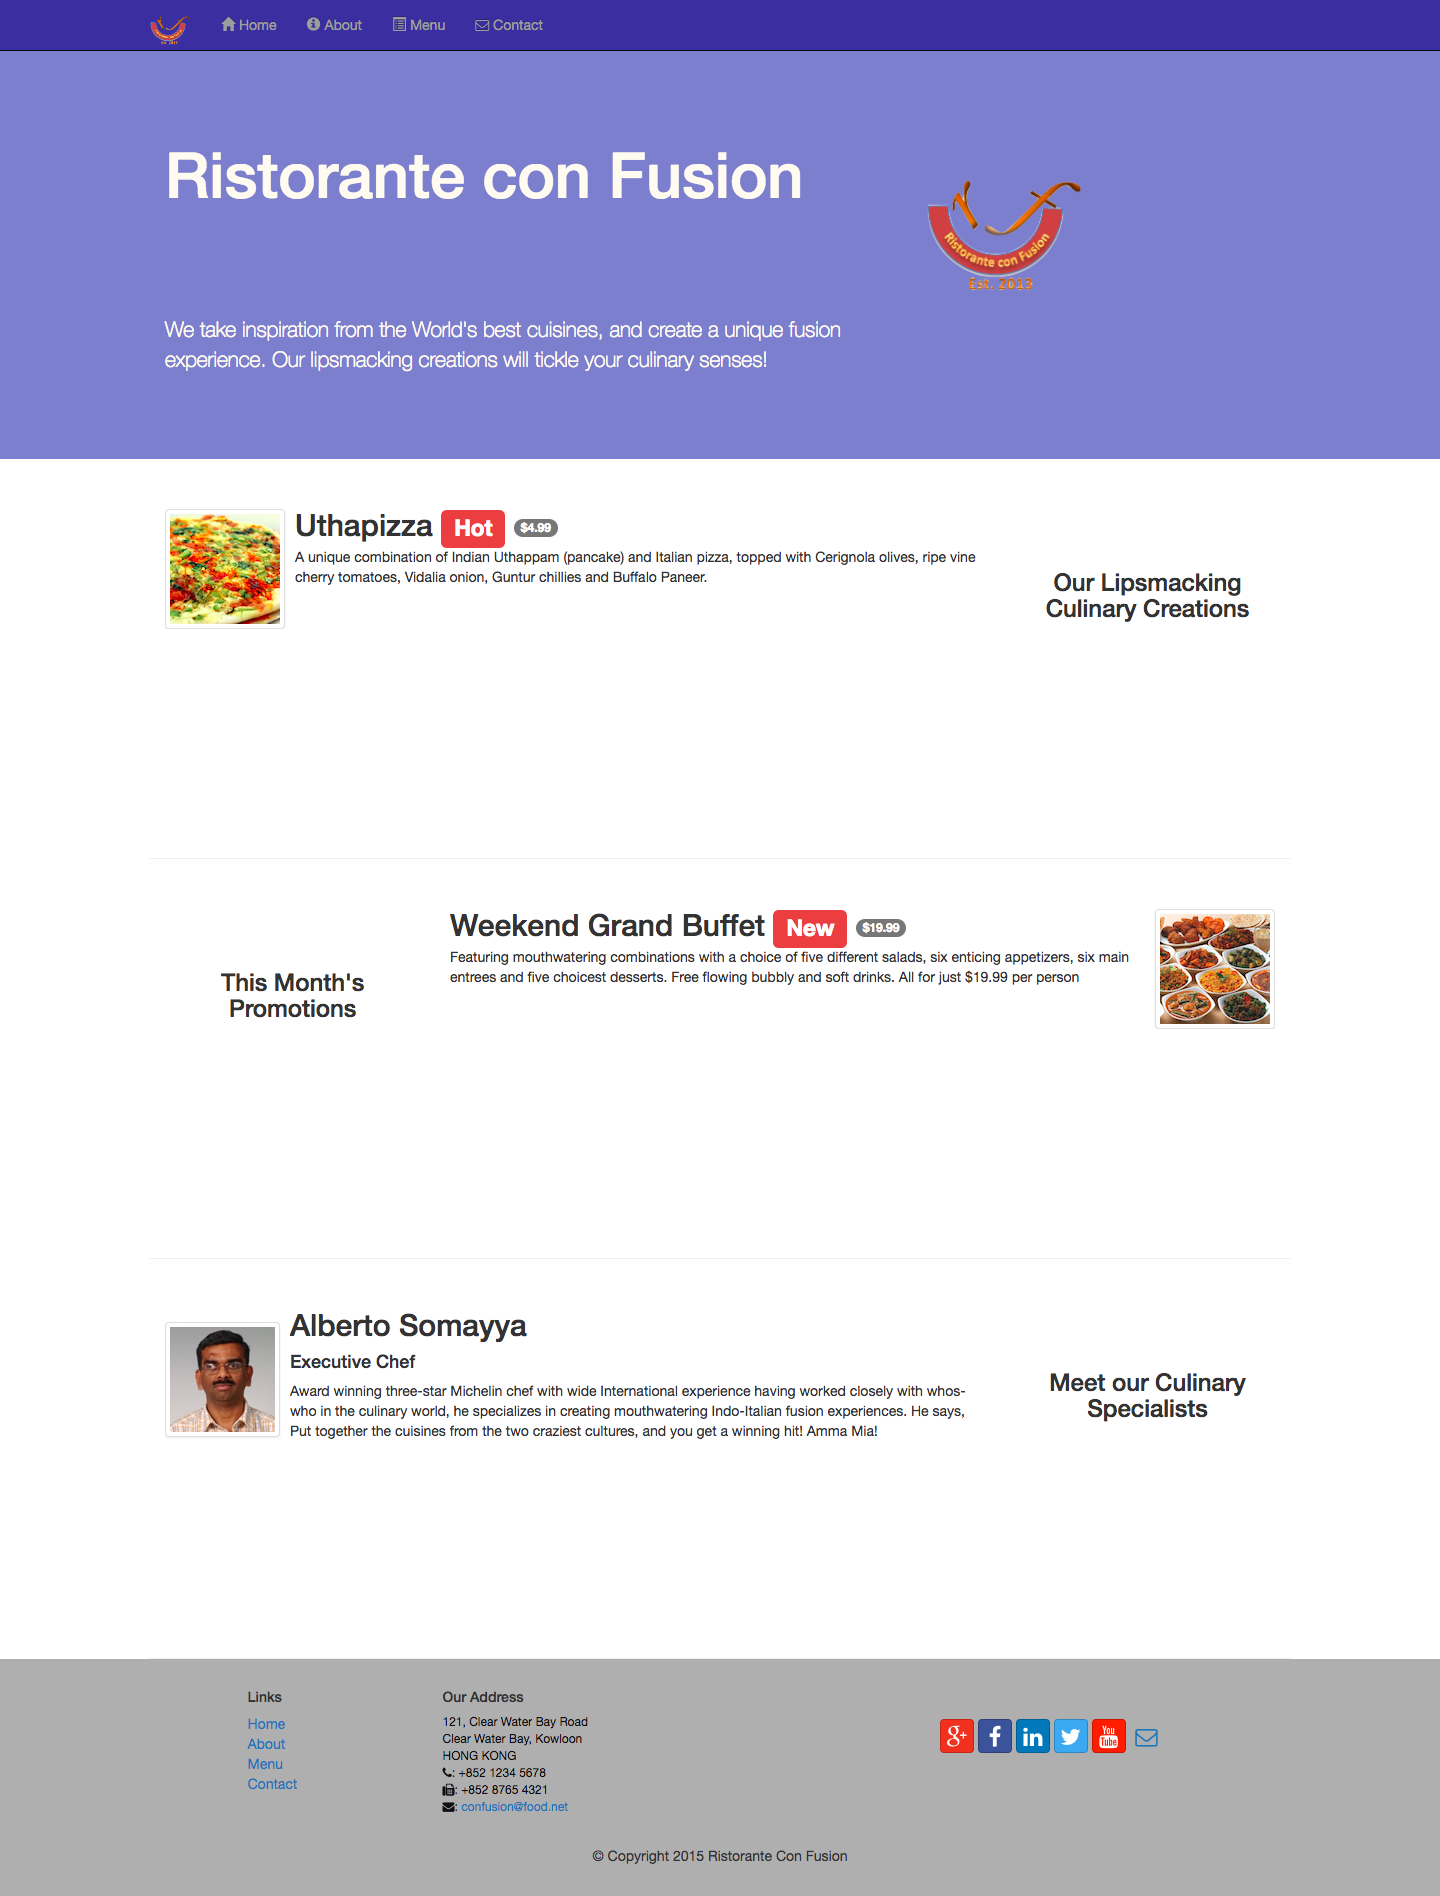 Home About Menu Contact
Ristorante con Fusion
Ristorante con Fusion
Est. 2013
We take inspiration from the World's best cuisines, and create a unique fusion
experience. Our lipsmacking creations will tickle your culinary senses!
Uthapizza Hot $4.99
A unique combination of Indian Uthappam (pancake) and Italian pizza, topped with Cerignola olives, ripe vine
cherry tomatoes, Vidalia onion, Guntur chillies and Buffalo Paneer.
Our Lipsmacking
Culinary Creations
This Month's
Promotions
Weekend Grand Buffet New $19.99
Featuring mouthwatering combinations with a choice of five different salads, six enticing appetizers, six main
entrees and five choicest desserts. Free flowing bubbly and soft drinks. All for just $19.99 per person
Alberto Somayya
Executive Chef
Award winning three-star Michelin chef with wide International experience having worked closely with whos-
who in the culinary world, he specializes in creating mouthwatering Indo-Italian fusion experiences. He says,
Put together the cuisines from the two craziest cultures, and you get a winning hit! Amma Mia!
Meet our Culinary
Specialists
Links
Home
About
Menu
Contact
Our Address
121, Clear Water Bay Road
Clear Water Bay, Kowloon
HONG KONG
: +852 1234 5678
: +852 8765 4321
: confusion@food.net
g+ f in You Tube
© Copyright 2015 Ristorante Con Fusion